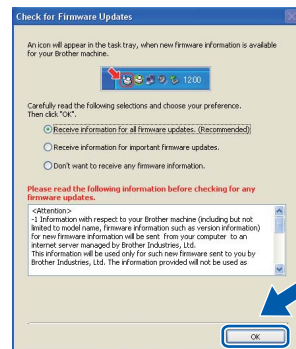 Check for Firmware Updates
An icon will appear in the task tray, when new firmware information is available
for your Brother machine.
12:00
Carefully read the following selections and choose your preference.
Then click "OK".
Receive information for all firmware updates. (Recommended)
Receive information for important firmware updates.
Don't want to receive any firmware information.
Please read the following information before checking for any
firmware updates.
<Attention>
-1 Information with respect to your Brother machine (including but not
limited to model name, firmware information such as version information)
for new firmware information will be sent from your computer to an
internet server managed by Brother Industries, Ltd.
This information will be used only for such new firmware sent to you by
Brother Industries, Ltd. The information provided will not be used as
OK